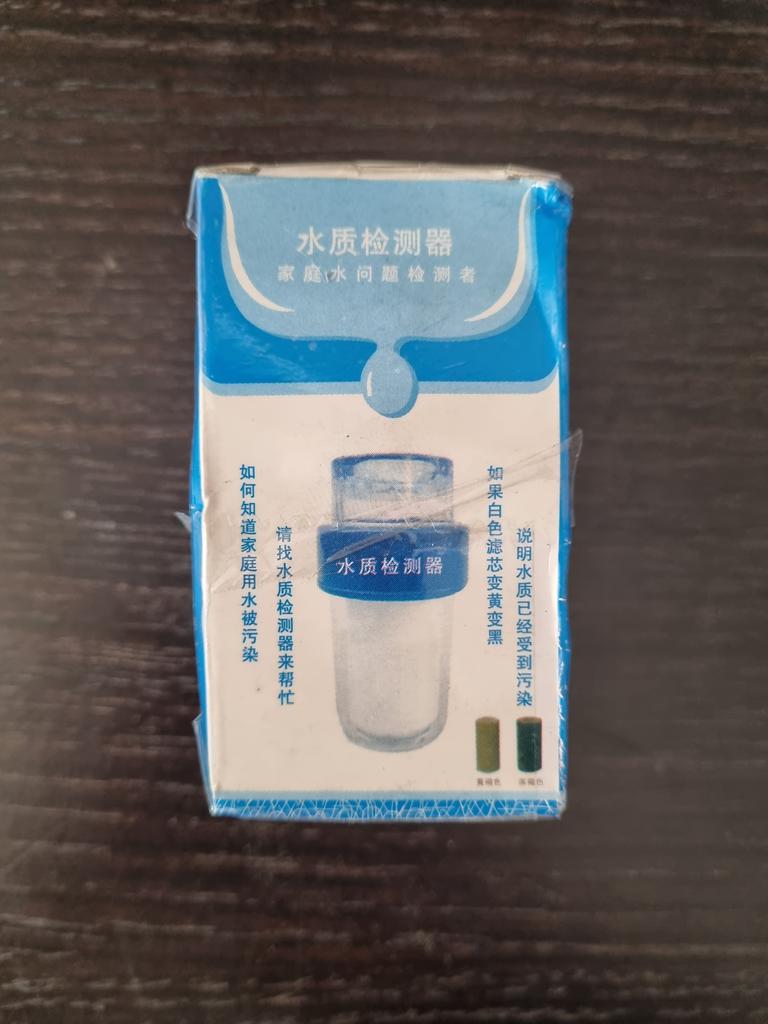 水质检测器
家庭水问题检测者
如何知道家庭用水被污染
请找水质检测器来帮忙
水质检测器
如果白色滤芯变黄变黑
说明水质已经受到污染
黄褐色